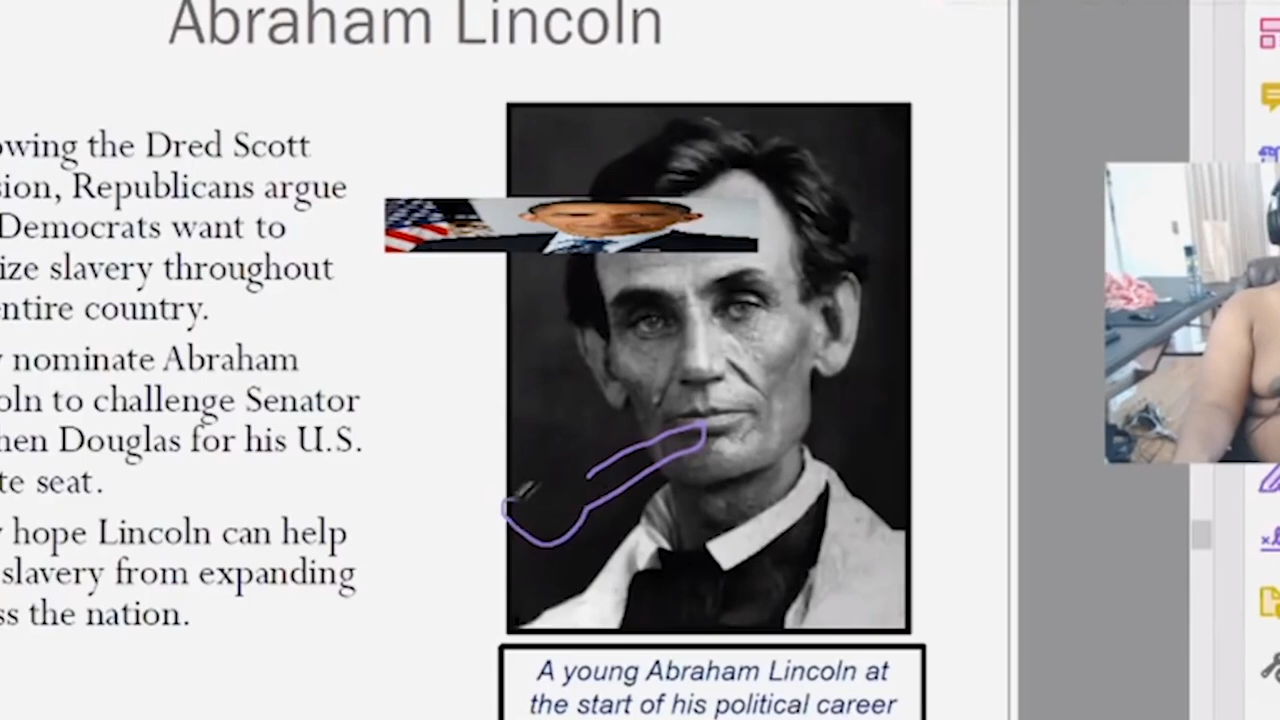 Abraham Lincoln
owing the Dred Scott
sion, Republicans argue
Democrats want to
ize slavery throughout
entire country.
y nominate Abraham
oln to challenge Senator
hen Douglas for his U.S.
te seat.
y hope Lincoln can help
slavery from expanding
ss the nation.
A young Abraham Lincoln at
the start of his political career